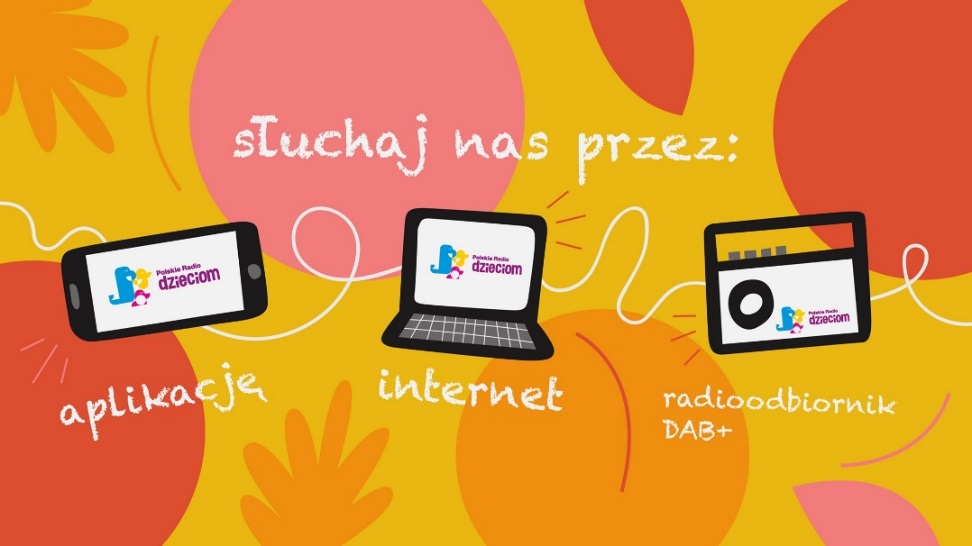 słuchaj nas przez:
Polskie Radio
dzieciom
Polskie Radio
dzieciom
Polskie Radio
dzieciom
aplikację
internet
radioodbiornik
DAB+